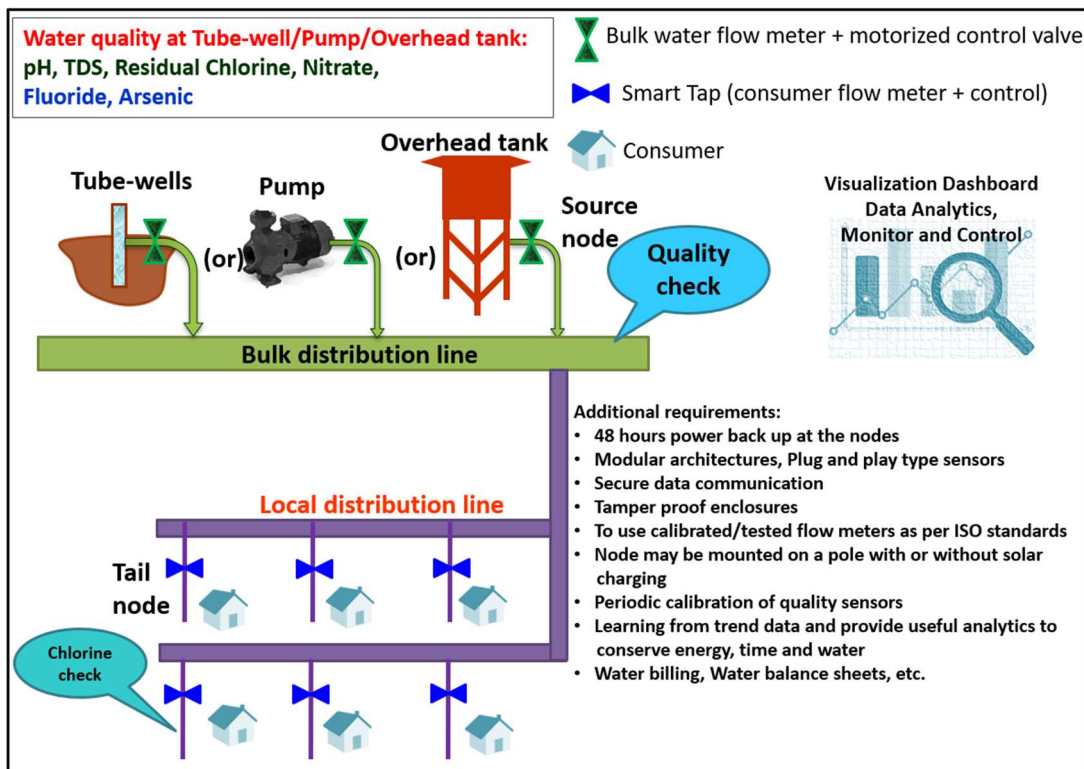 Water quality at Tube-well/Pump/Overhead tank:
pH, TDS, Residual Chlorine, Nitrate,
Fluoride, Arsenic
Bulk water flow meter + motorized control valve
Smart Tap (consumer flow meter + control)
Consumer
Tube-wells
(or)
Pump
(or)
Overhead tank
Source
node
Quality
check
Visualization Dashboard
Data Analytics,
Monitor and Control
Bulk distribution line
Additional requirements:
• 48 hours power back up at the nodes
• Modular architectures, Plug and play type sensors
• Secure data communication
• Tamper proof enclosures
• To use calibrated/tested flow meters as per ISO standards
• Node may be mounted on a pole with or without solar
charging
• Periodic calibration of quality sensors
• Learning from trend data and provide useful analytics to
conserve energy, time and water
• Water billing, Water balance sheets, etc.
Local distribution line
Tail
node
Chlorine
check